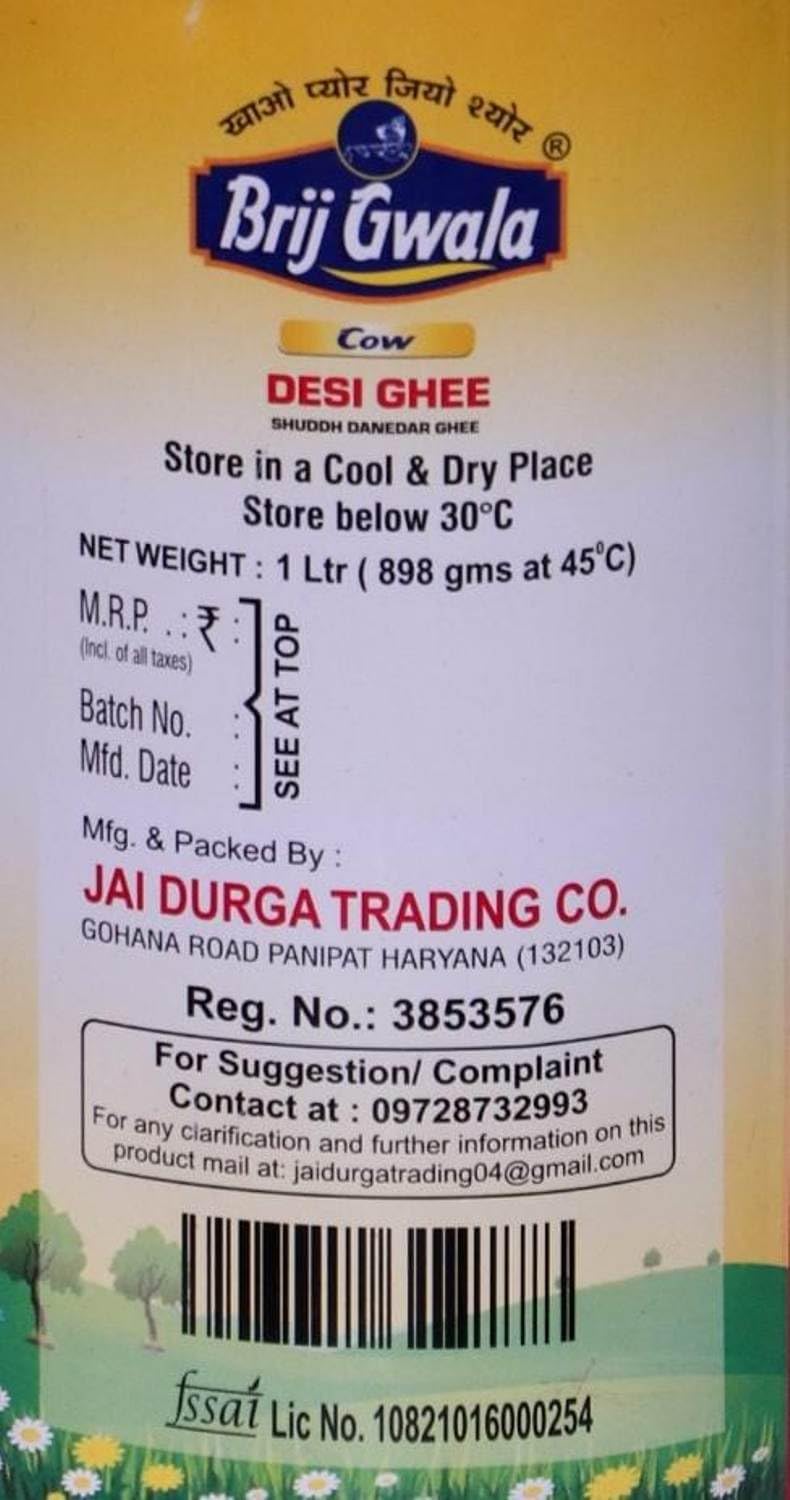 खाओ प्योर जियो श्योर ®
Brij Gwala
Cow
DESI GHEE
SHUDDH DANEDAR GHEE
Store in a Cool & Dry Place
Store below 30°C
NET WEIGHT : 1 Ltr ( 898 gms at 45°C)
M.R.P. .: ₹ :
(Incl. of all taxes)
Batch No. :
Mfd. Date :
SEE AT TOP
Mfg. & Packed By :
JAI DURGA TRADING CO.
GOHANA ROAD PANIPAT HARYANA (132103)
Reg. No.: 3853576
For Suggestion/ Complaint
Contact at : 09728732993
For any clarification and further information on this
product mail at: jaidurgatrading04@gmail.com
fssai Lic No. 10821016000254